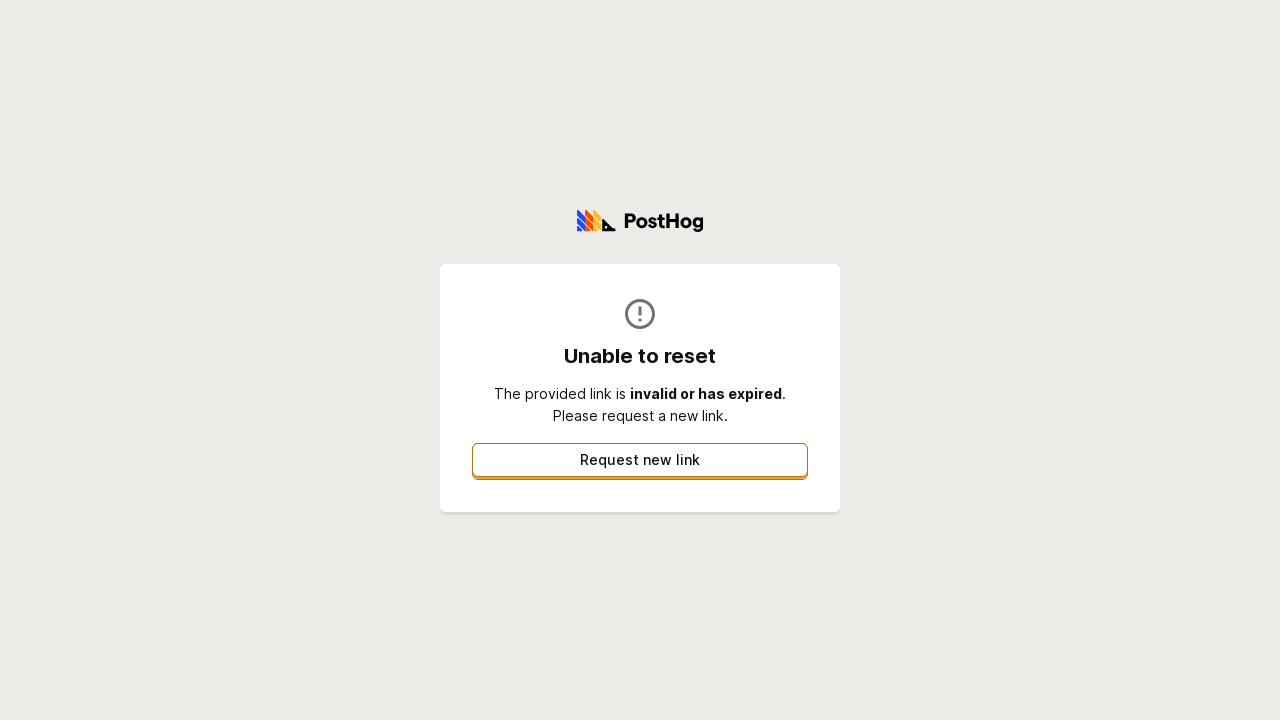 PostHog
Unable to reset
The provided link is invalid or has expired.
Please request a new link.
Request new link